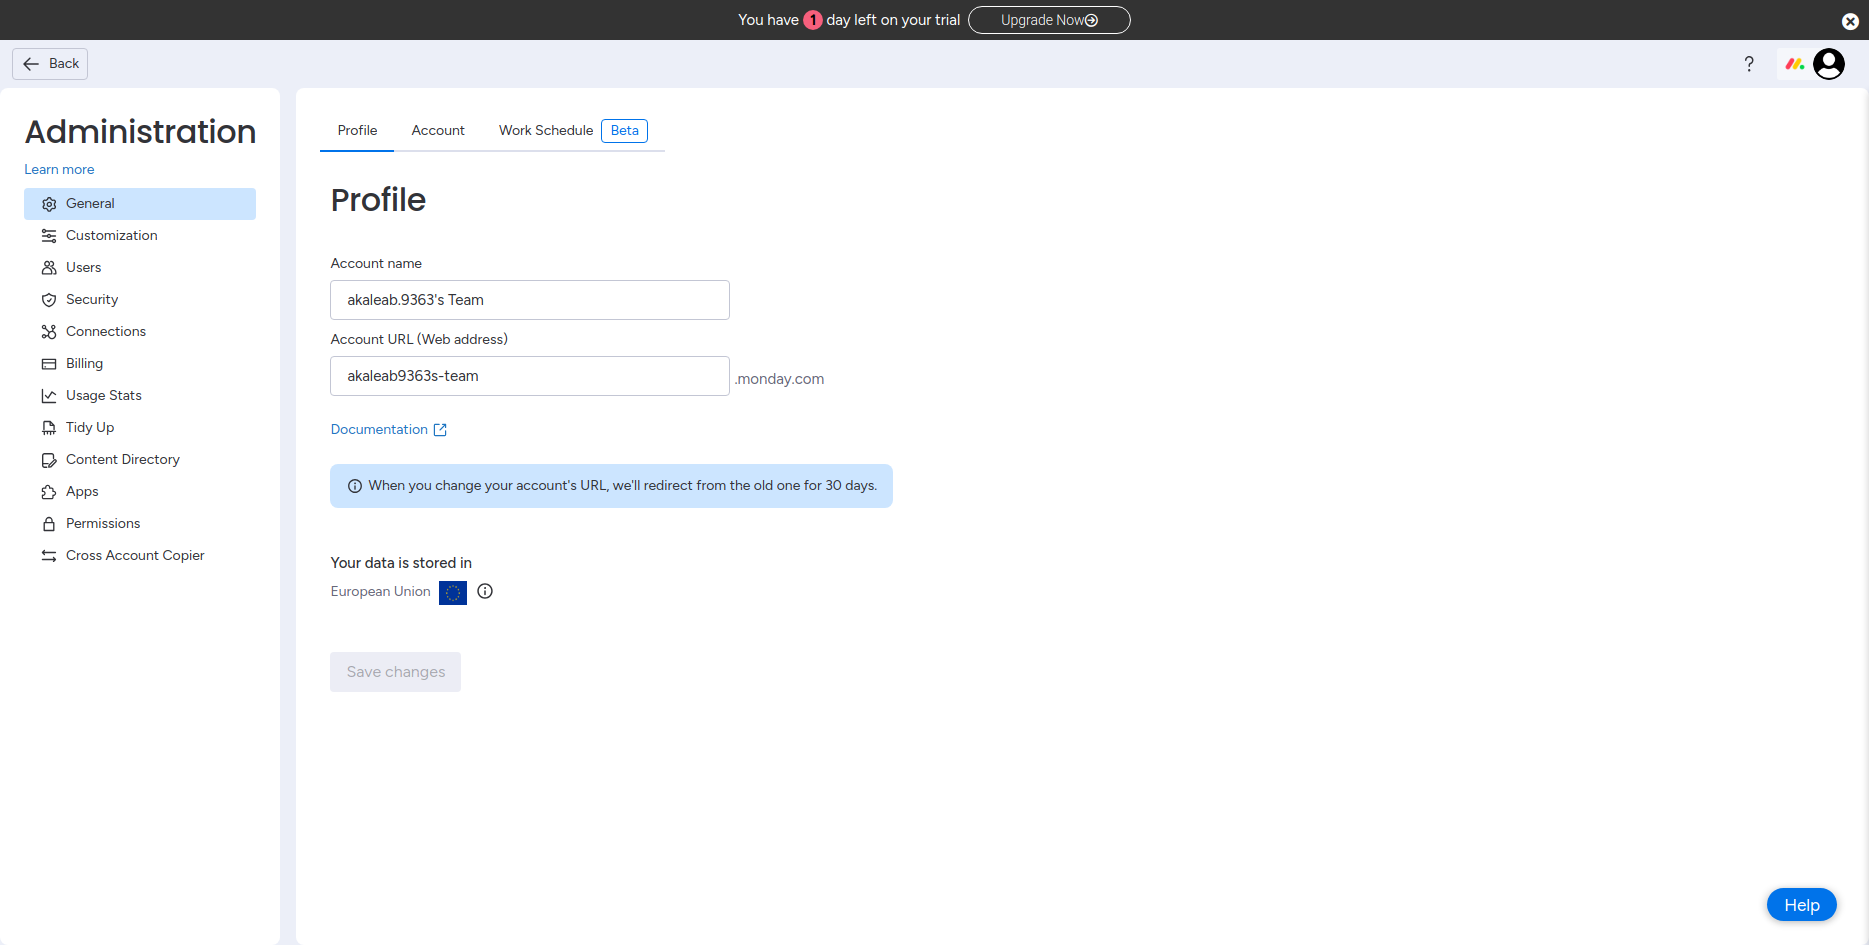 You have 1 day left on your trial Upgrade Now
Back
?
Administration
Learn more
General
Customization
Users
Security
Connections
Billing
Usage Stats
Tidy Up
Content Directory
Apps
Permissions
Cross Account Copier
Profile Account Work Schedule Beta
Profile
Account name
akaleab.9363's Team
Account URL (Web address)
akaleab9363s-team .monday.com
Documentation
When you change your account's URL, we'll redirect from the old one for 30 days.
Your data is stored in
European Union
Save changes
Help